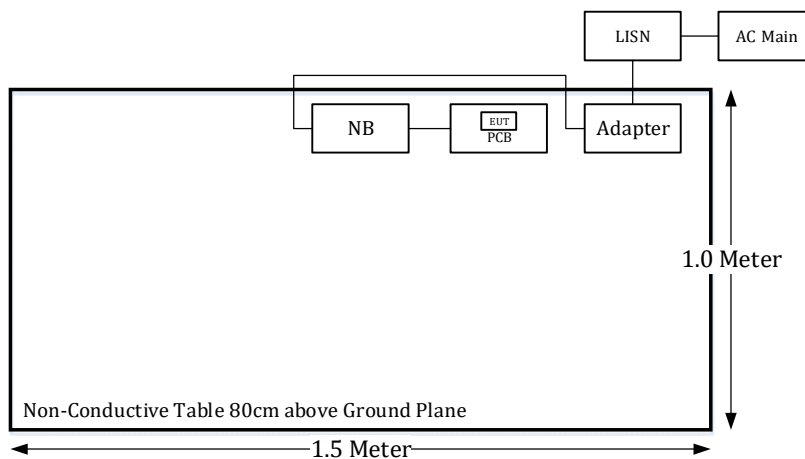 LISN
AC Main
NB
EUT
PCB
Adapter
1.0 Meter
Non-Conductive Table 80cm above Ground Plane
1.5 Meter